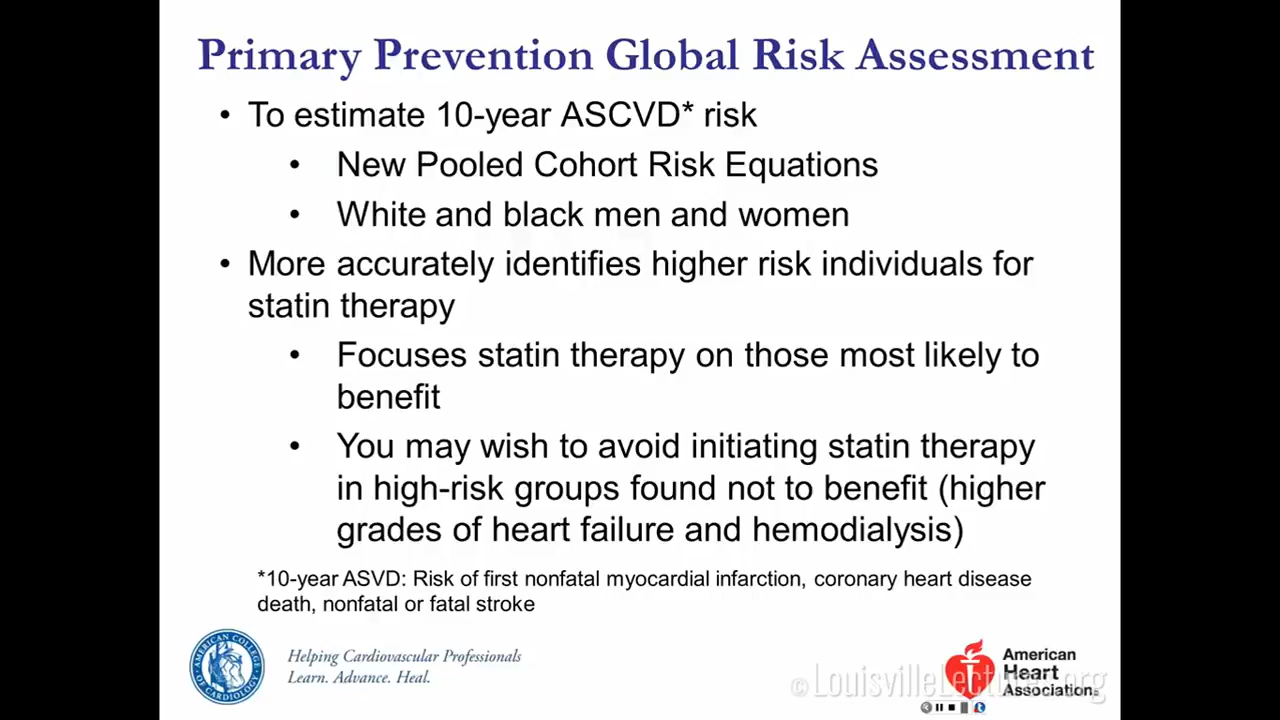 Primary Prevention Global Risk Assessment
• To estimate 10-year ASCVD* risk
• New Pooled Cohort Risk Equations
• White and black men and women
• More accurately identifies higher risk individuals for
statin therapy
• Focuses statin therapy on those most likely to
benefit
• You may wish to avoid initiating statin therapy
in high-risk groups found not to benefit (higher
grades of heart failure and hemodialysis)
*10-year ASVD: Risk of first nonfatal myocardial infarction, coronary heart disease
death, nonfatal or fatal stroke
AMERICAN COLLEGE OF CARDIOLOGY
Helping Cardiovascular Professionals
Learn. Advance. Heal.
American
Heart
Association®
© LouisvilleLectures.org